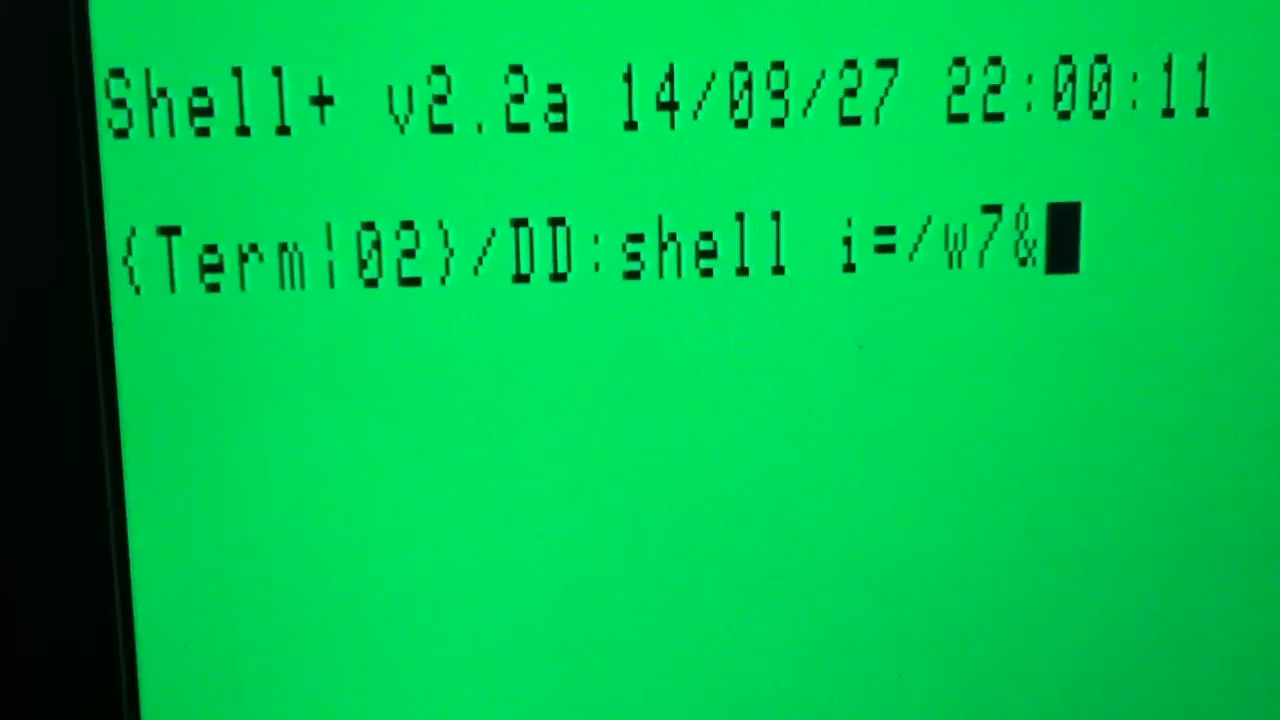 Shell+ v2.2a 14/09/27 22:00:11
{Term¦02}/DD:shell i=/w7&